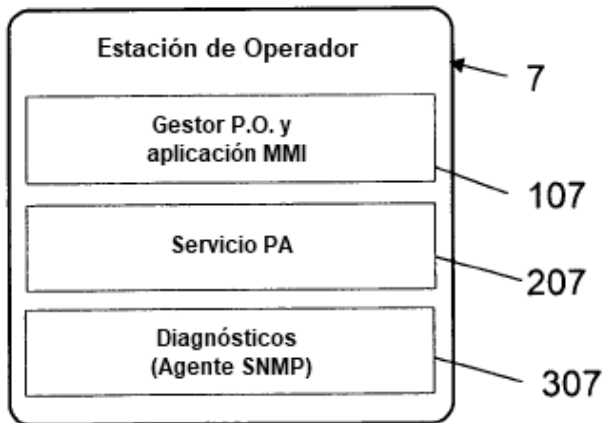 Estación de Operador
7
Gestor P.O. y
aplicación MMI
107
Servicio PA
207
Diagnósticos
(Agente SNMP)
307